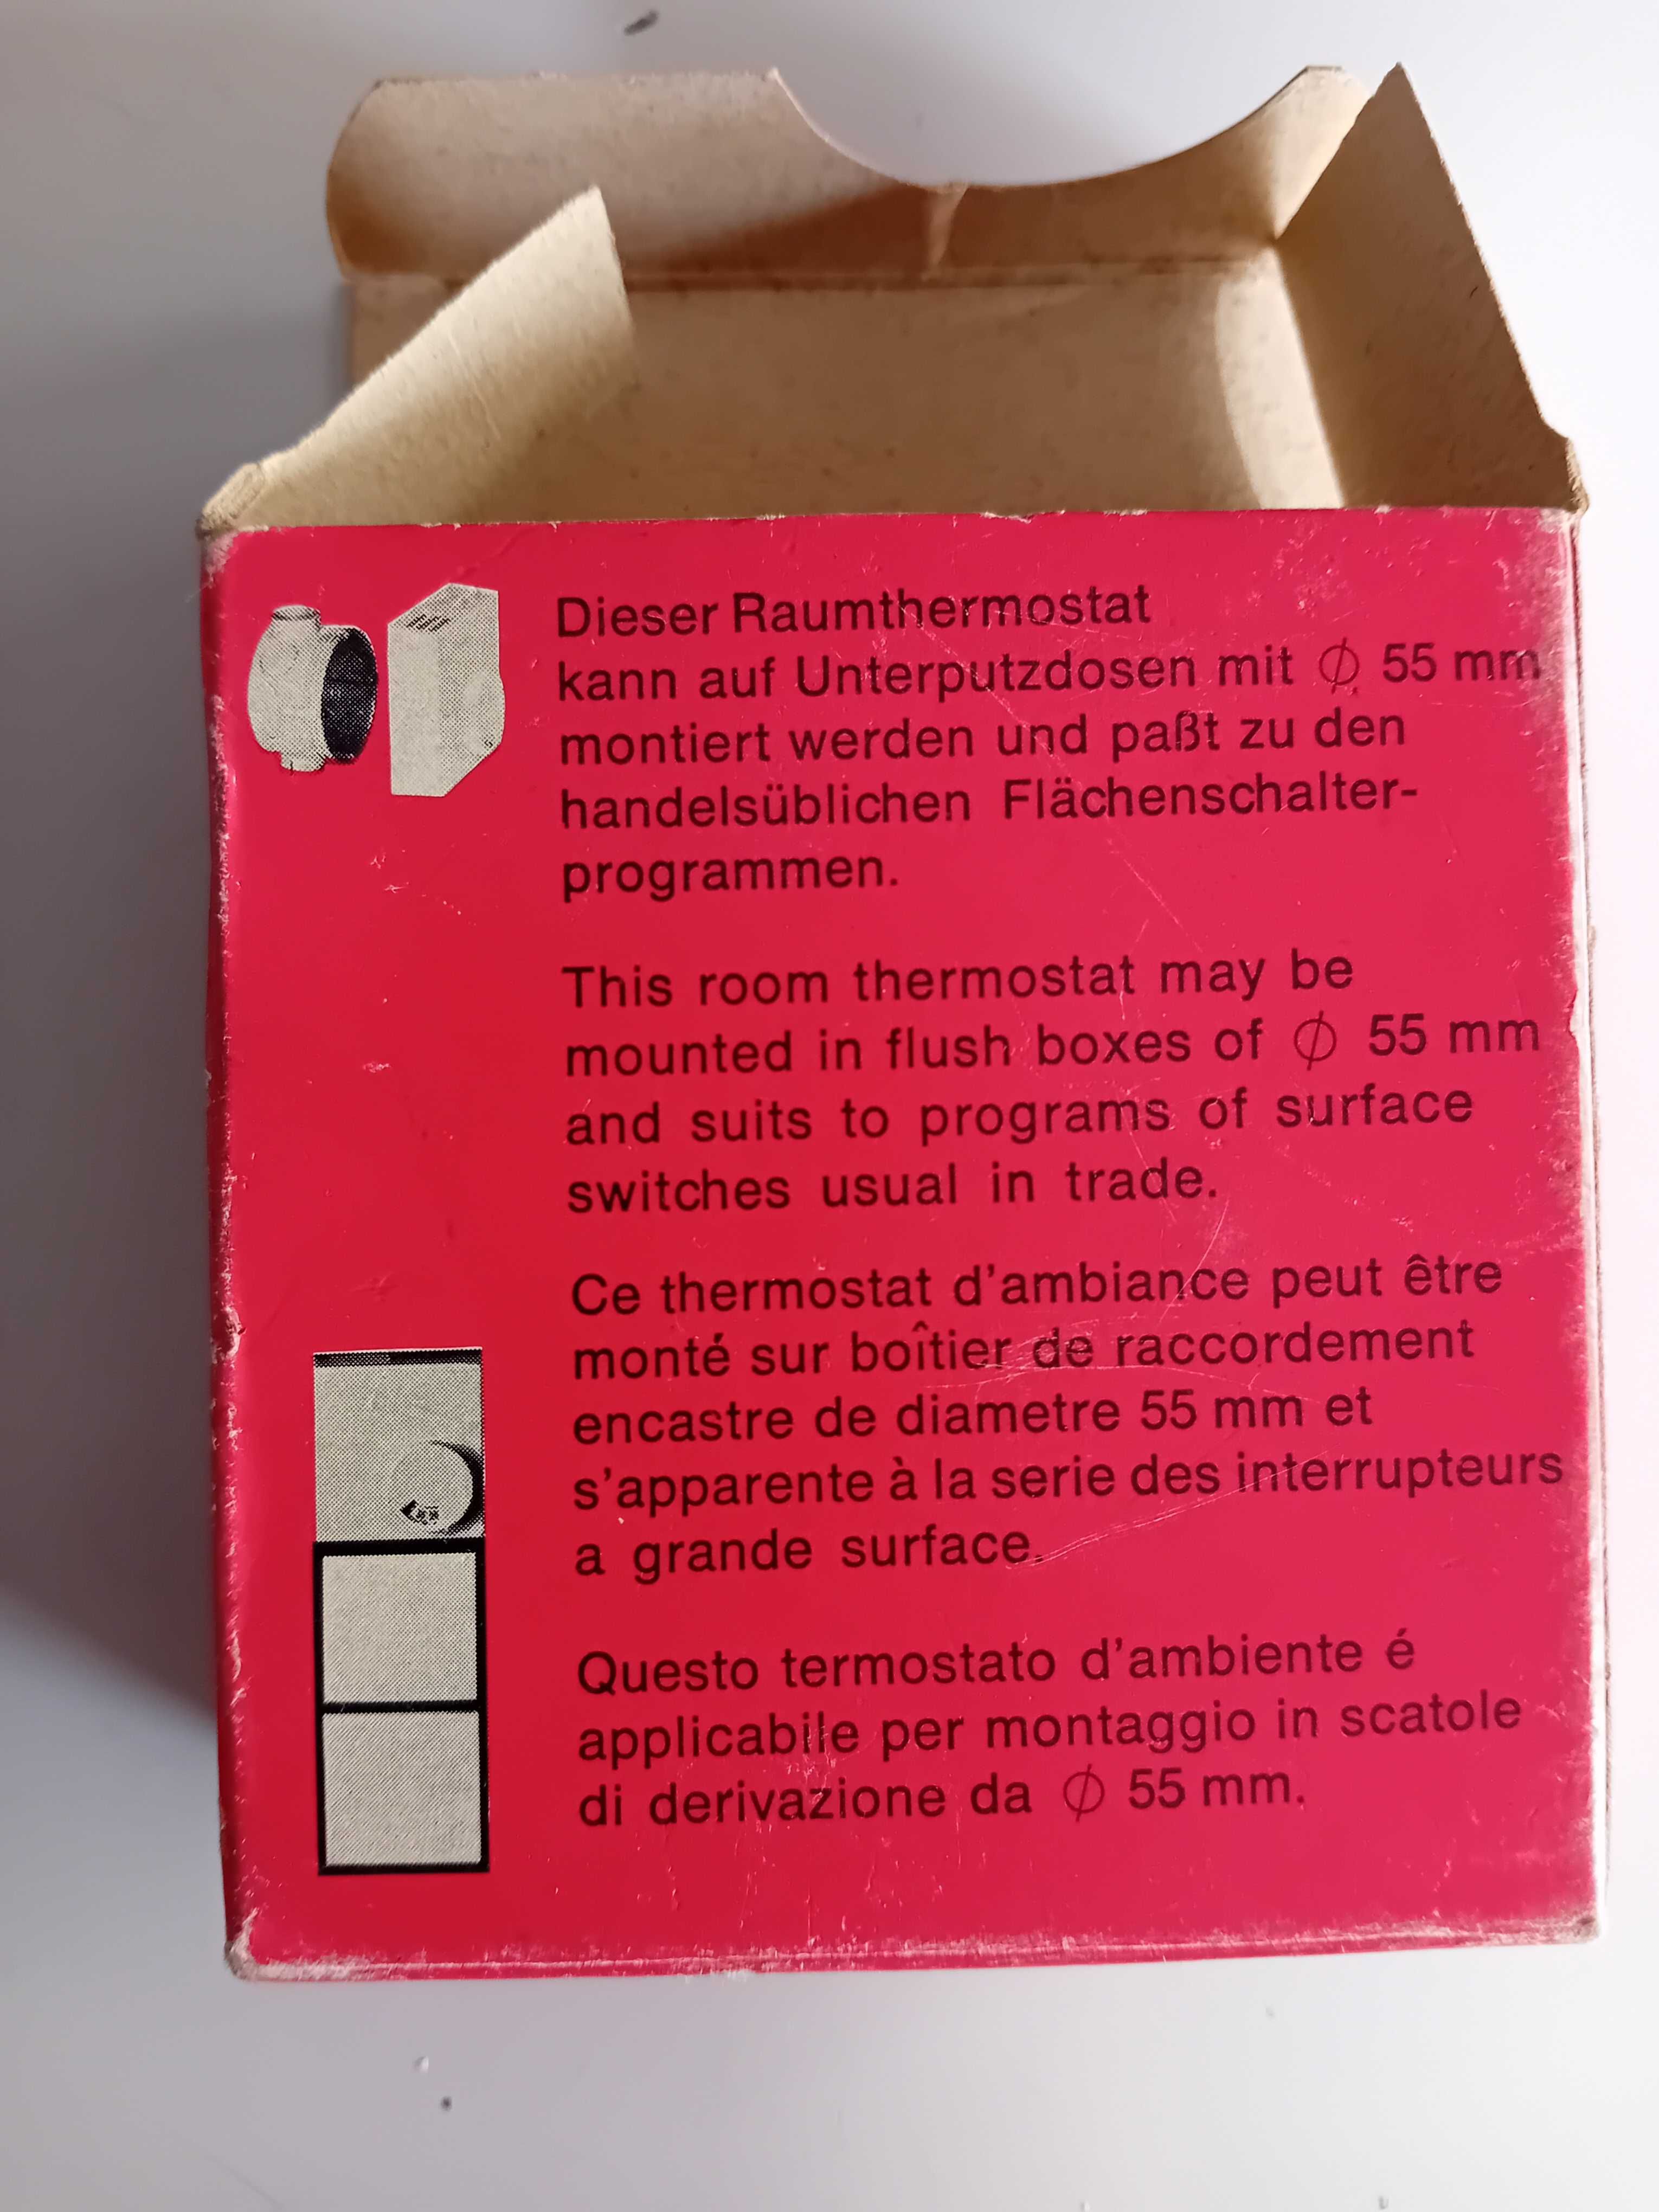 Dieser Raumthermostat
kann auf Unterputzdosen mit ∅ 55 mm
montiert werden und paßt zu den
handelsüblichen Flächenschalter-
programmen.
This room thermostat may be
mounted in flush boxes of ∅ 55 mm
and suits to programs of surface
switches usual in trade.
Ce thermostat d'ambiance peut être
monté sur boîtier de raccordement
encastre de diametre 55 mm et
s'apparente à la serie des interrupteurs
a grande surface.
Questo termostato d'ambiente é
applicabile per montaggio in scatole
di derivazione da ∅ 55 mm.